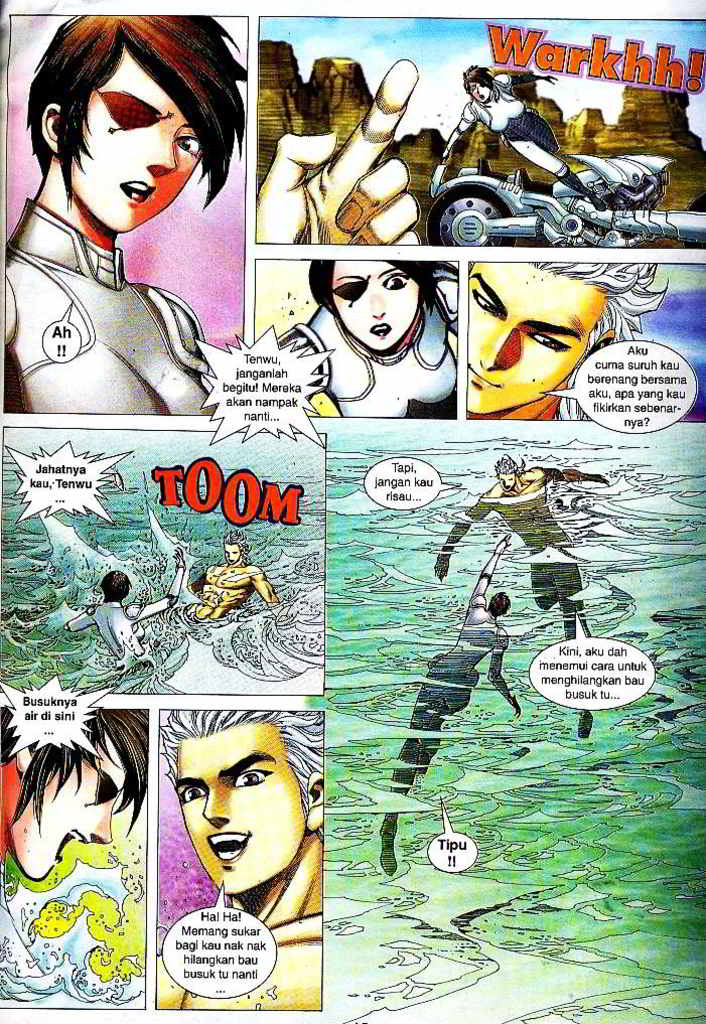 Warkhh!
Ah
!!
Tenwu,
janganlah
begitu! Mereka
akan nampak
nanti...
Aku
cuma suruh kau
berenang bersama
aku, apa yang kau
fikirkan sebenar-
nya?
Jahatnya
kau, Tenwu
...
TOOM
Tapi,
jangan kau
risau...
Kini, aku dah
menemui cara untuk
menghilangkan bau
busuk tu...
Tipu
!!
Busuknya
air di sini
...
Ha! Ha!
Memang sukar
bagi kau nak nak
hilangkan bau
busuk tu nanti
...